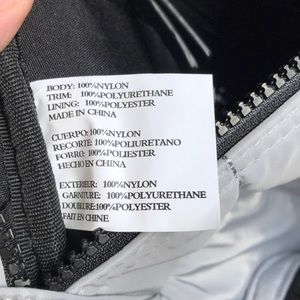 BODY: 100%NYLON
TRIM: 100%POLYURETHANE
LINING: 100%POLYESTER
MADE IN CHINA
CUERPO: 100%NYLON
RECORTE: 100%POLIURETANO
FORRO: 100%POLIESTER
HECHO EN CHINA
EXTERIEUR: 100%NYLON
GARNITURE: 100%POLYURETHANE
DOUBLURE: 100%POLYESTER
FAIT EN CHINE